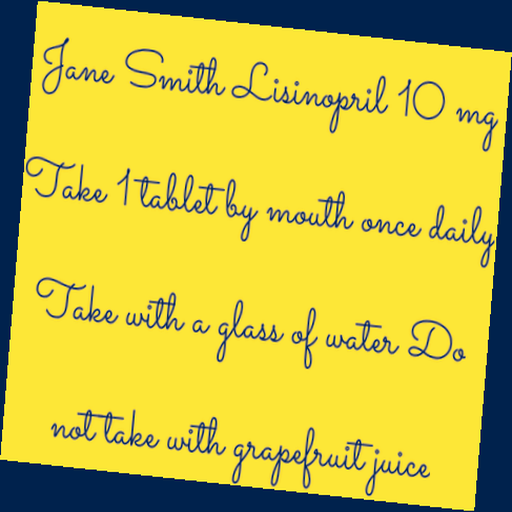 Jane Smith Lisinopril 10 mg
Take 1 tablet by mouth once daily
Take with a glass of water Do
not take with grapefruit juice